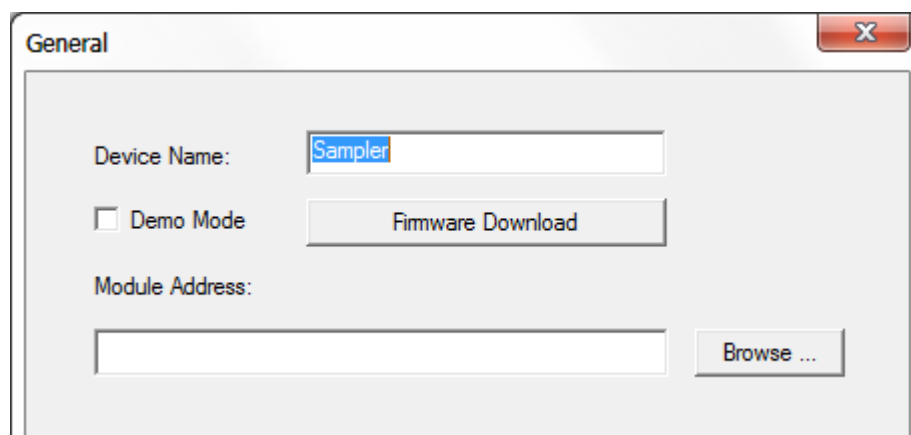 General
Device Name: Sampler
Demo Mode Firmware Download
Module Address:
Browse ...